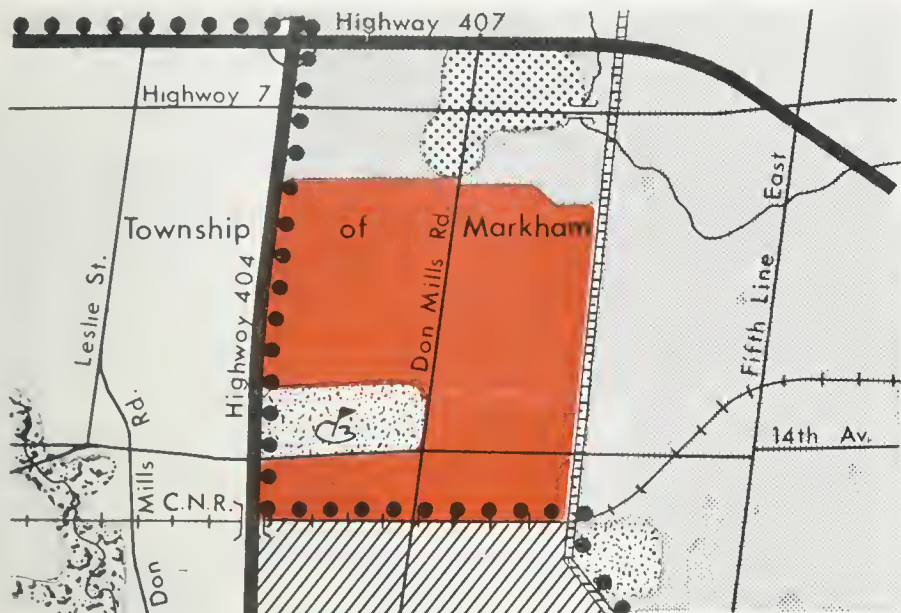 Highway 407
Highway 7
Township of Markham
Leslie St.
Highway 404
Don Mills Rd.
Fifth Line East
Don Mills Rd.
14th Av.
C.N.R.